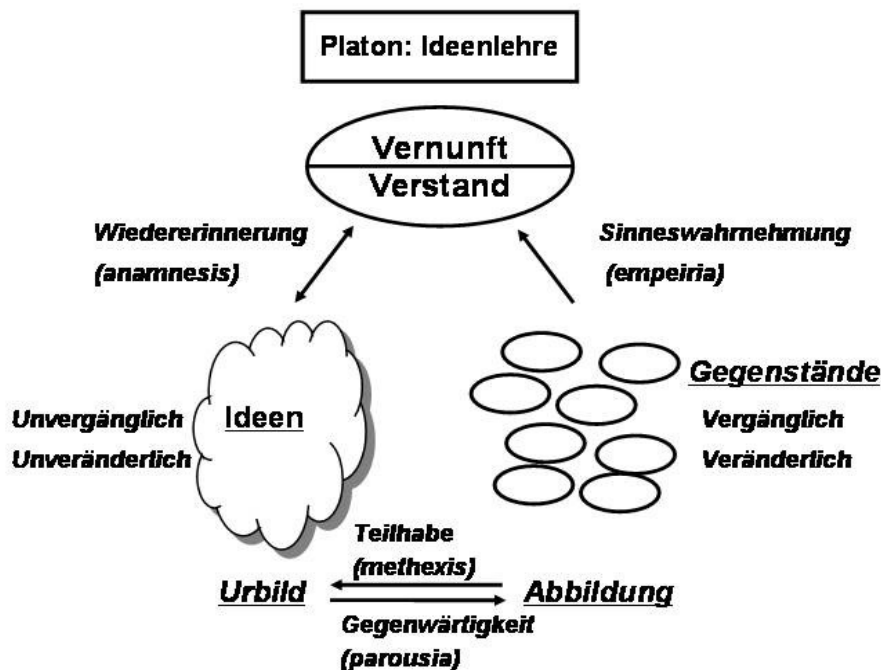 Platon: Ideenlehre
Vernunft
Verstand
Wiedererinnerung
(anamnesis)
Sinneswahrnehmung
(empeiria)
Ideen
Unvergänglich
Unveränderlich
Gegenstände
Vergänglich
Veränderlich
Teilhabe
(methexis)
Urbild
Abbildung
Gegenwärtigkeit
(parousia)